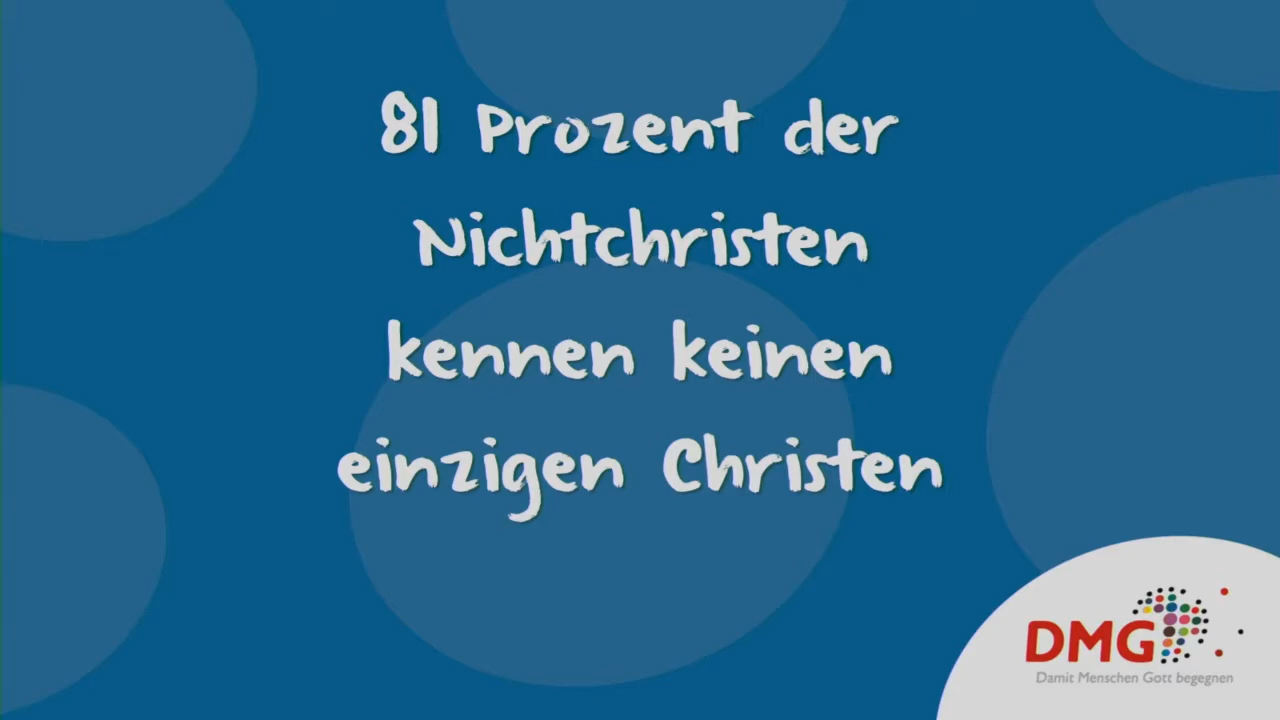 81 Prozent der
Nichtchristen
kennen keinen
einzigen Christen
DMG
Damit Menschen Gott begegnen